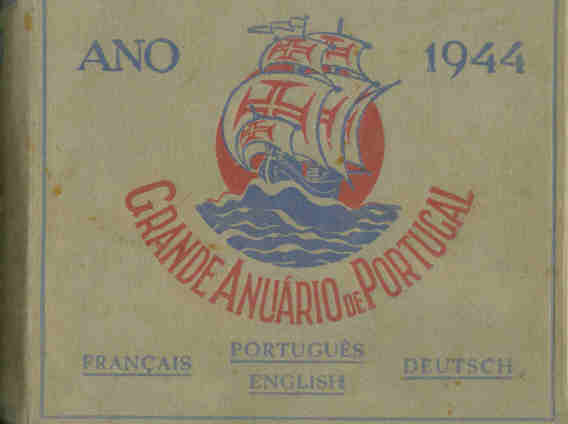 ANO 1944
GRANDE ANUÁRIO DE PORTUGAL
FRANÇAIS PORTUGUÊS DEUTSCH
ENGLISH